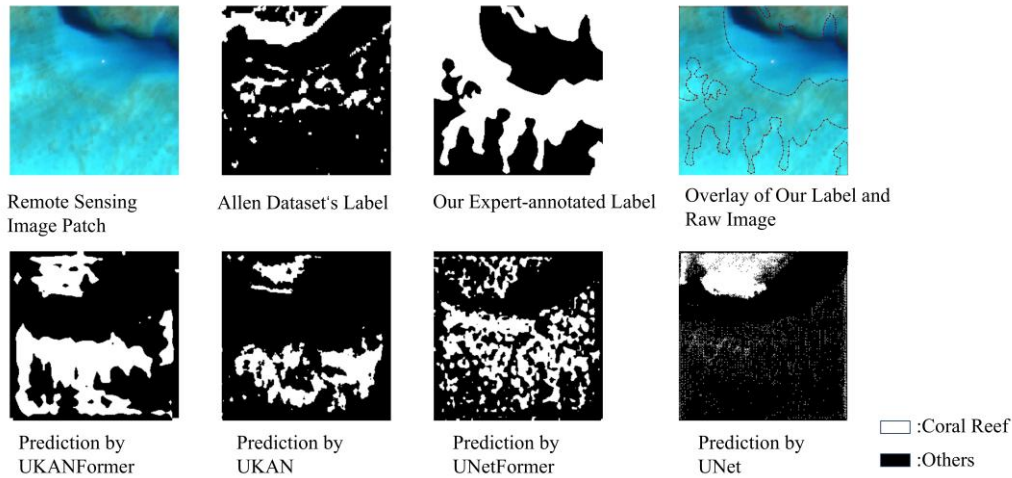 Remote Sensing
Image Patch
Allen Dataset‘s Label
Our Expert-annotated Label
Overlay of Our Label and
Raw Image
Prediction by
UKANFormer
Prediction by
UKAN
Prediction by
UNetFormer
Prediction by
UNet
:Coral Reef
:Others